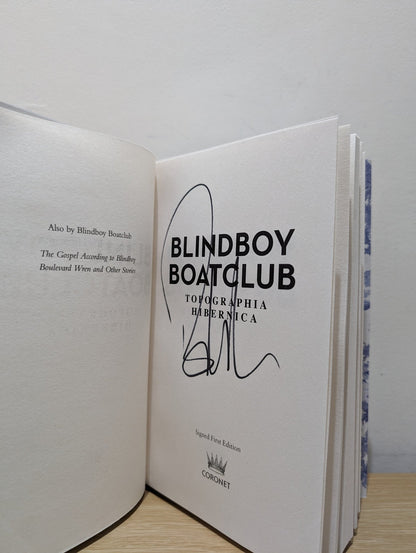 Also by Blindboy Boatclub
The Gospel According to Blindboy
Boulevard Wren and Other Stories
BLINDBOY
BOATCLUB
TOPOGRAPHIA
HIBERNICA
Signed First Edition
CORONET